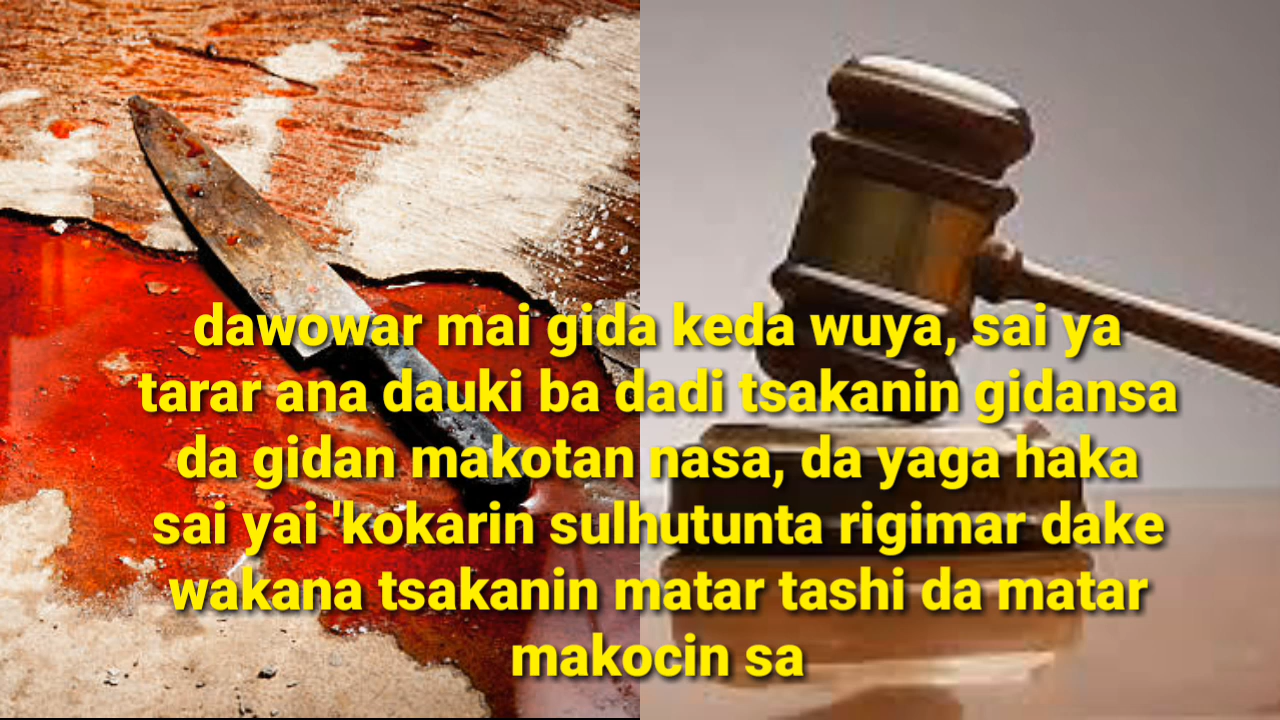 dawowar mai gida keda wuya, sai ya
tarar ana dauki ba dadi tsakanin gidansa
da gidan makotan nasa, da yaga haka
sai yai 'kokarin sulhutunta rigimar dake
wakana tsakanin matar tashi da matar
makocin sa